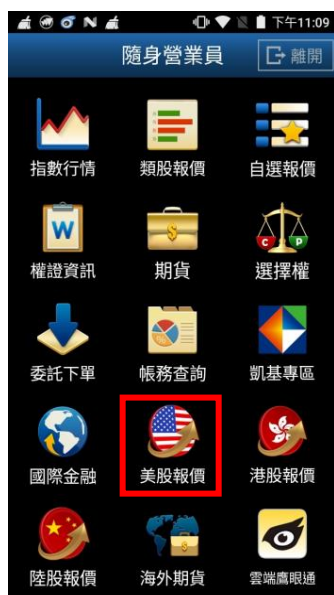 下午11:09
隨身營業員
離開
指數行情 類股報價 自選報價
W
權證資訊 期貨 選擇權
$
C P
委託下單 帳務查詢 凱基專區
國際金融 美股報價 港股報價
陸股報價 海外期貨 雲端鷹眼通